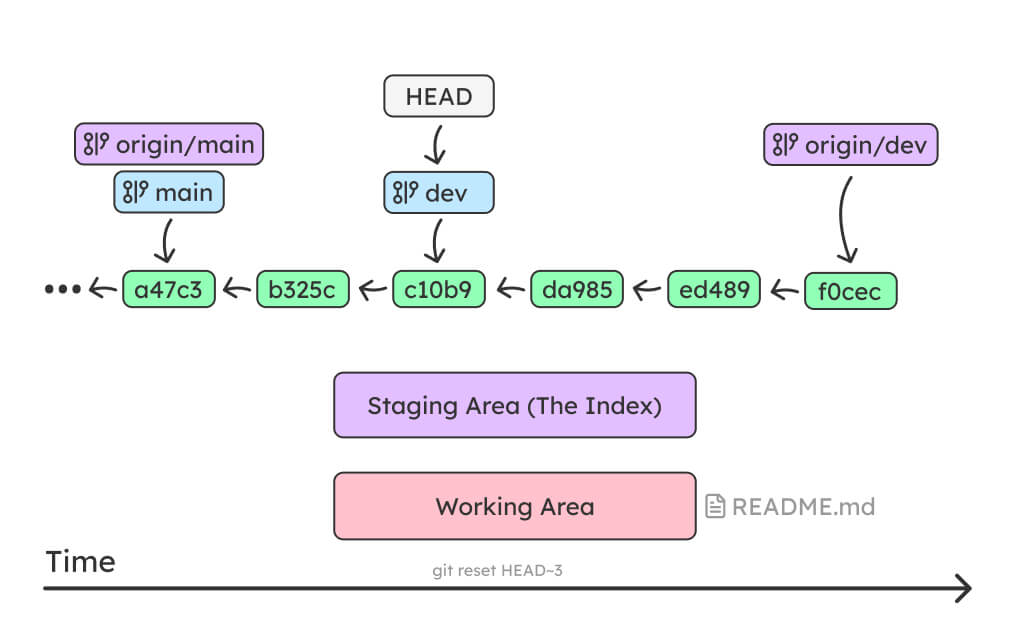 HEAD
origin/main
origin/dev
main
dev
a47c3
b325c
c10b9
da985
ed489
f0cec
Staging Area (The Index)
Working Area
README.md
Time
git reset HEAD~3